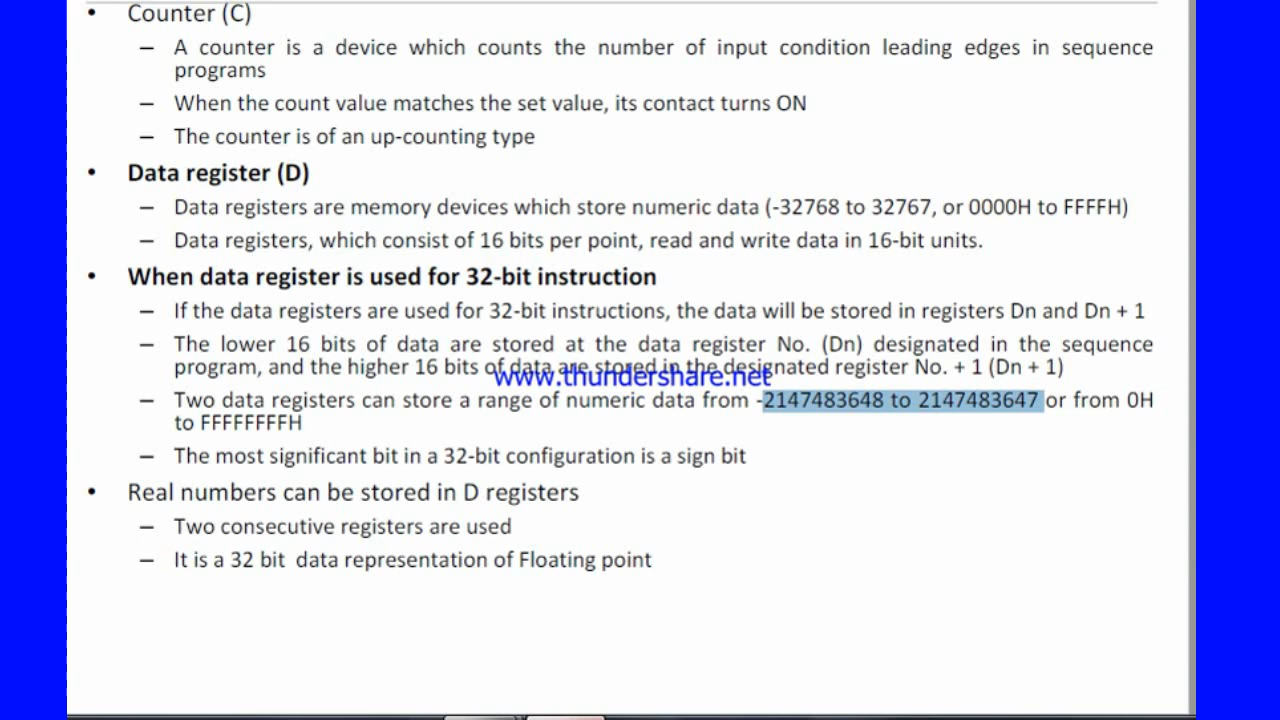 • Counter (C)
– A counter is a device which counts the number of input condition leading edges in sequence
programs
– When the count value matches the set value, its contact turns ON
– The counter is of an up-counting type
• Data register (D)
– Data registers are memory devices which store numeric data (-32768 to 32767, or 0000H to FFFFH)
– Data registers, which consist of 16 bits per point, read and write data in 16-bit units.
• When data register is used for 32-bit instruction
– If the data registers are used for 32-bit instructions, the data will be stored in registers Dn and Dn + 1
– The lower 16 bits of data are stored at the data register No. (Dn) designated in the sequence
program, and the higher 16 bits of data are stored in the designated register No. + 1 (Dn + 1)
www.thundershare.net
– Two data registers can store a range of numeric data from -2147483648 to 2147483647 or from 0H
to FFFFFFFFH
– The most significant bit in a 32-bit configuration is a sign bit
• Real numbers can be stored in D registers
– Two consecutive registers are used
– It is a 32 bit data representation of Floating point